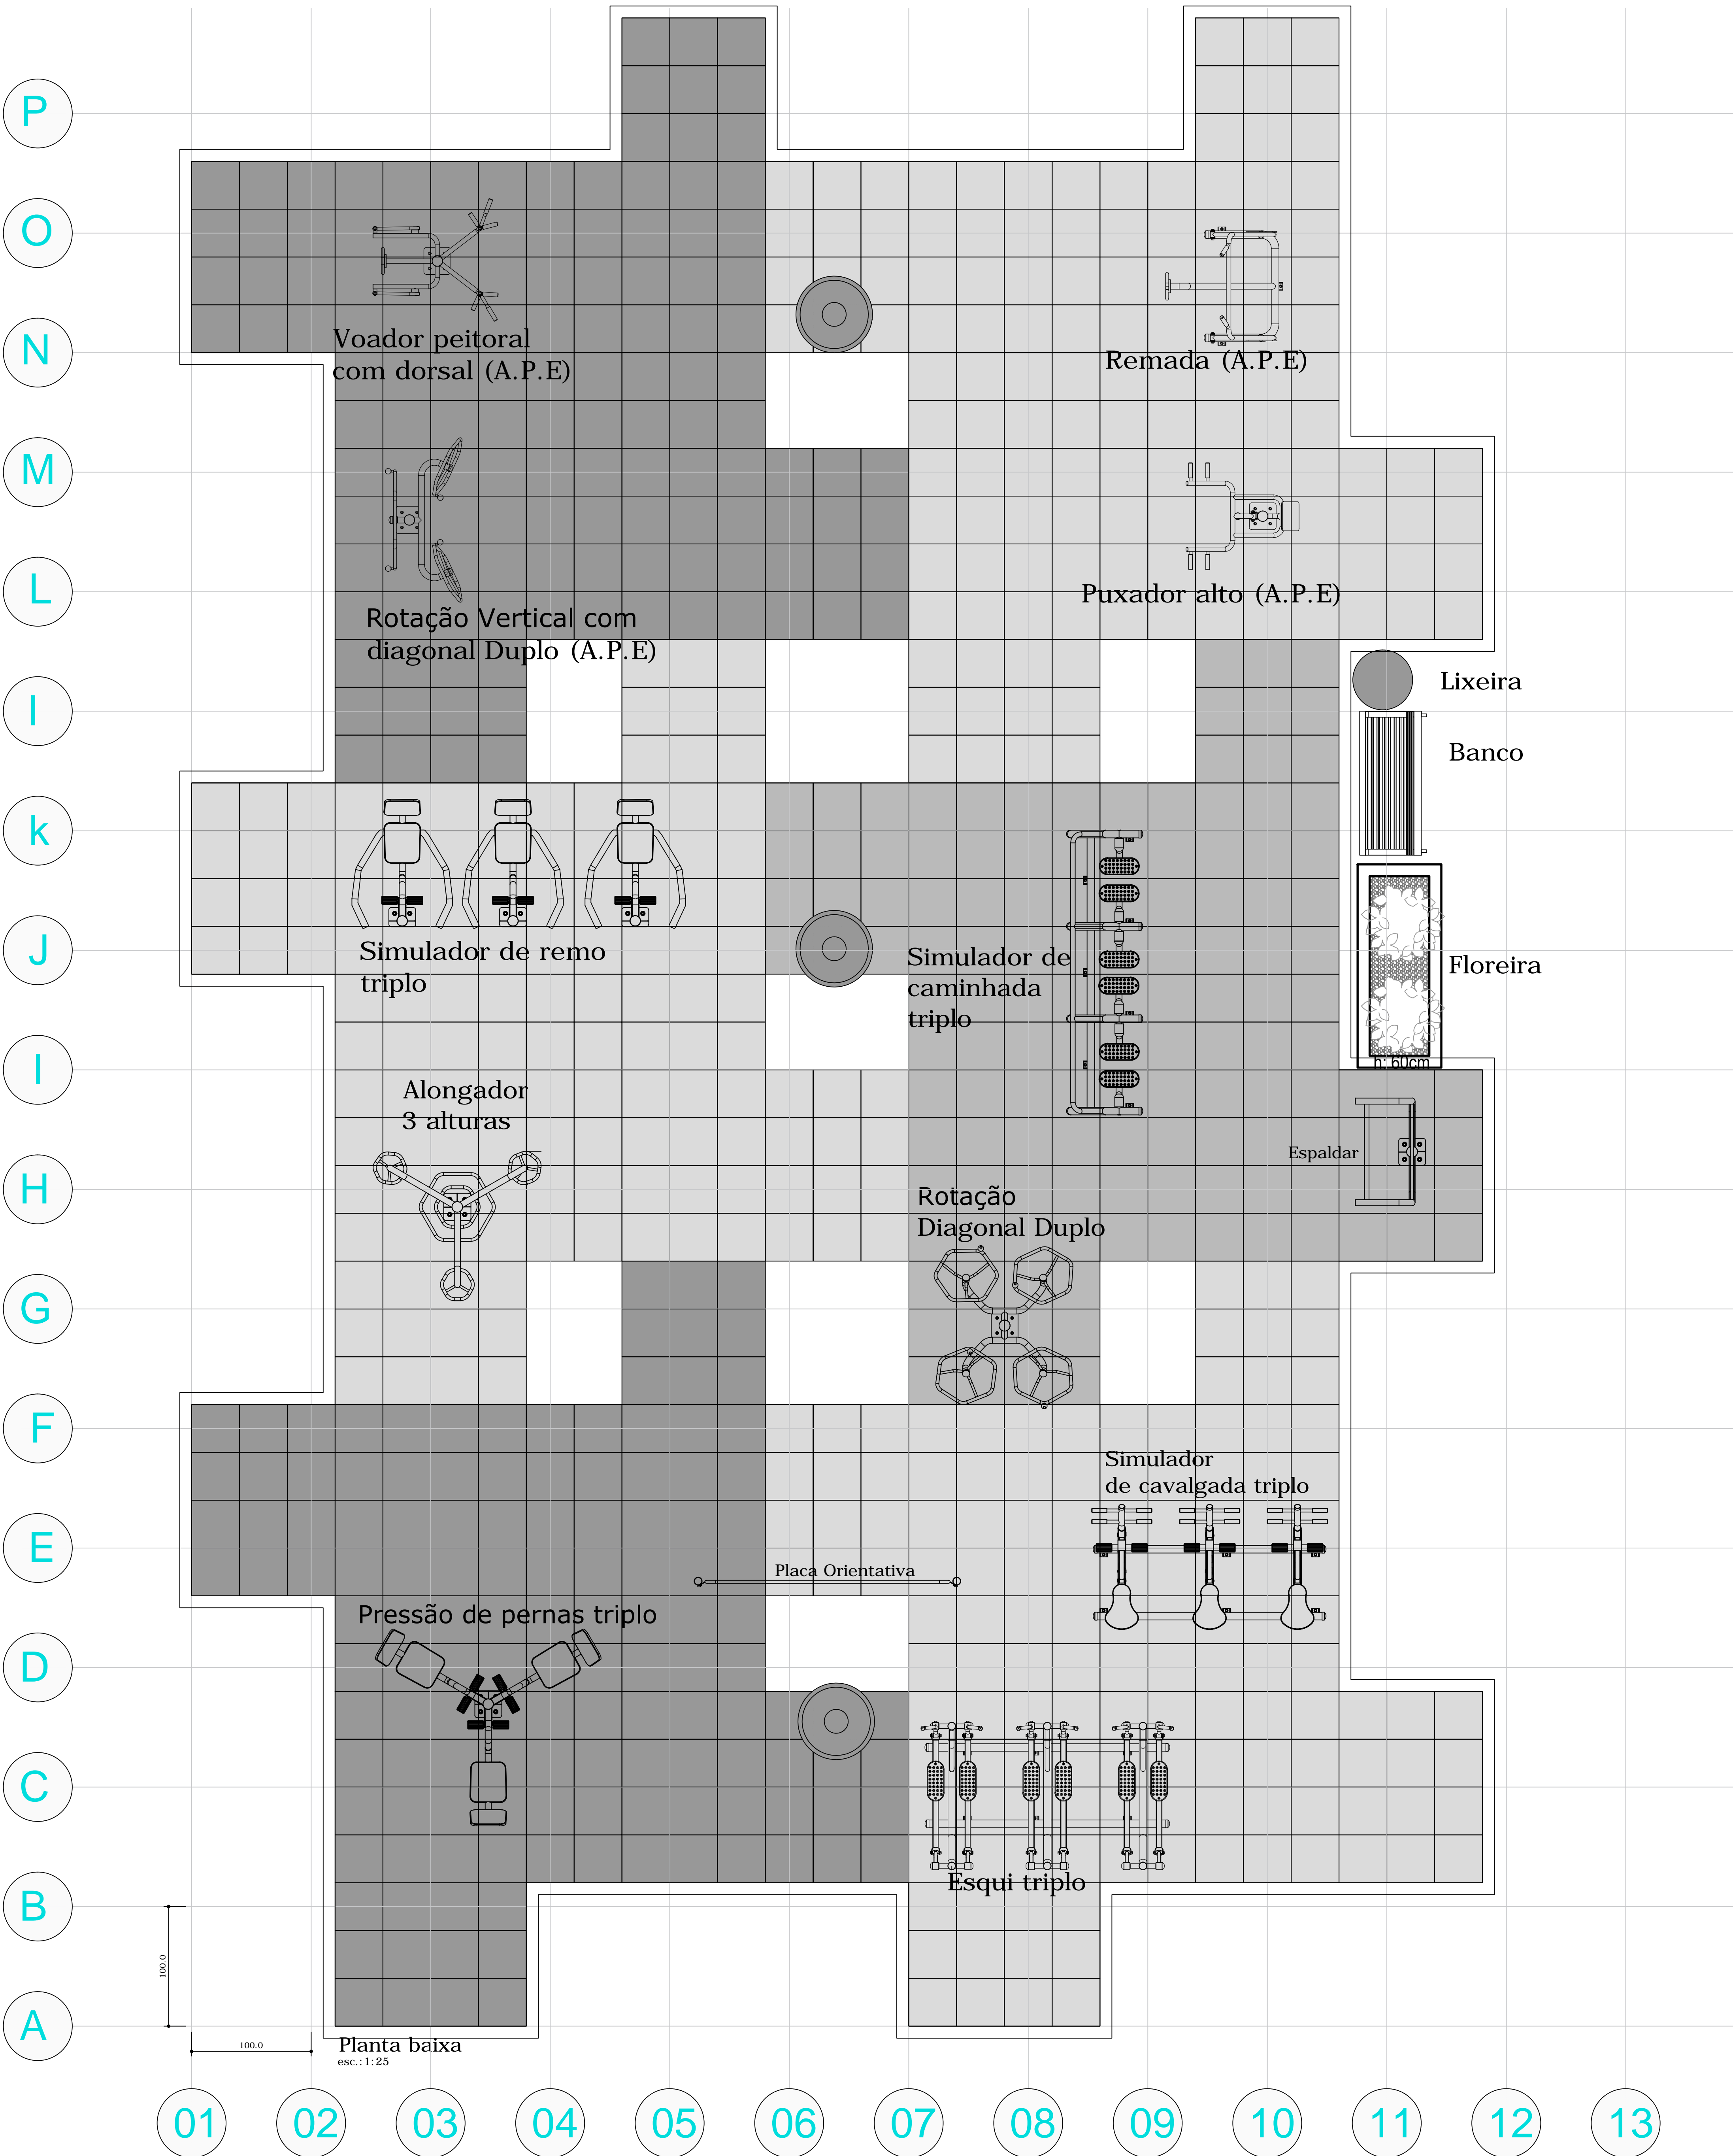 P
O
Voador peitoral
com dorsal (A.P.E)
N
Remada (A.P.E)
M
L
Puxador alto (A.P.E)
Rotação Vertical com
diagonal Duplo (A.P.E)
Lixeira
I
Banco
k
J
Simulador de remo
triplo
Simulador de
caminhada
triplo
Floreira
h: 60cm
I
Alongador
3 alturas
Espaldar
H
Rotação
Diagonal Duplo
G
F
Simulador
de cavalgada triplo
E
Placa Orientativa
Pressão de pernas triplo
D
C
Esqui triplo
B
100.0
A
100.0
Planta baixa
esc.:1:25
01 02 03 04 05 06 07 08 09 10 11 12 13